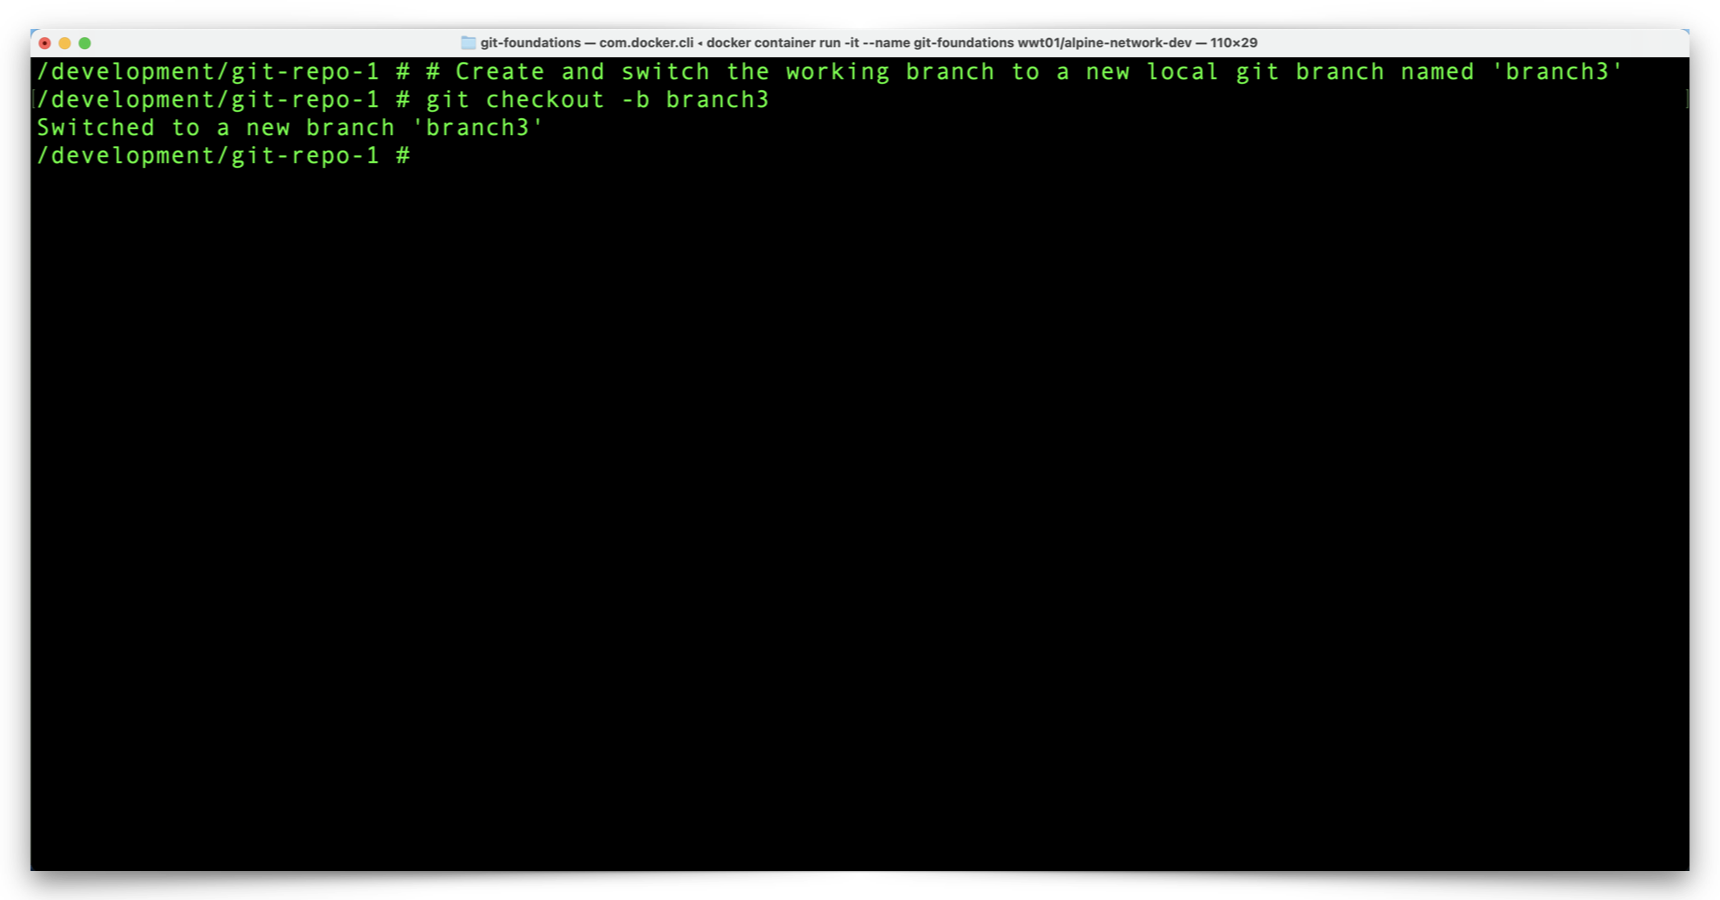 git-foundations — com.docker.cli ◂ docker container run -it --name git-foundations wwt01/alpine-network-dev — 110×29
/development/git-repo-1 # # Create and switch the working branch to a new local git branch named 'branch3'
[/development/git-repo-1 # git checkout -b branch3 ]
Switched to a new branch 'branch3'
/development/git-repo-1 #